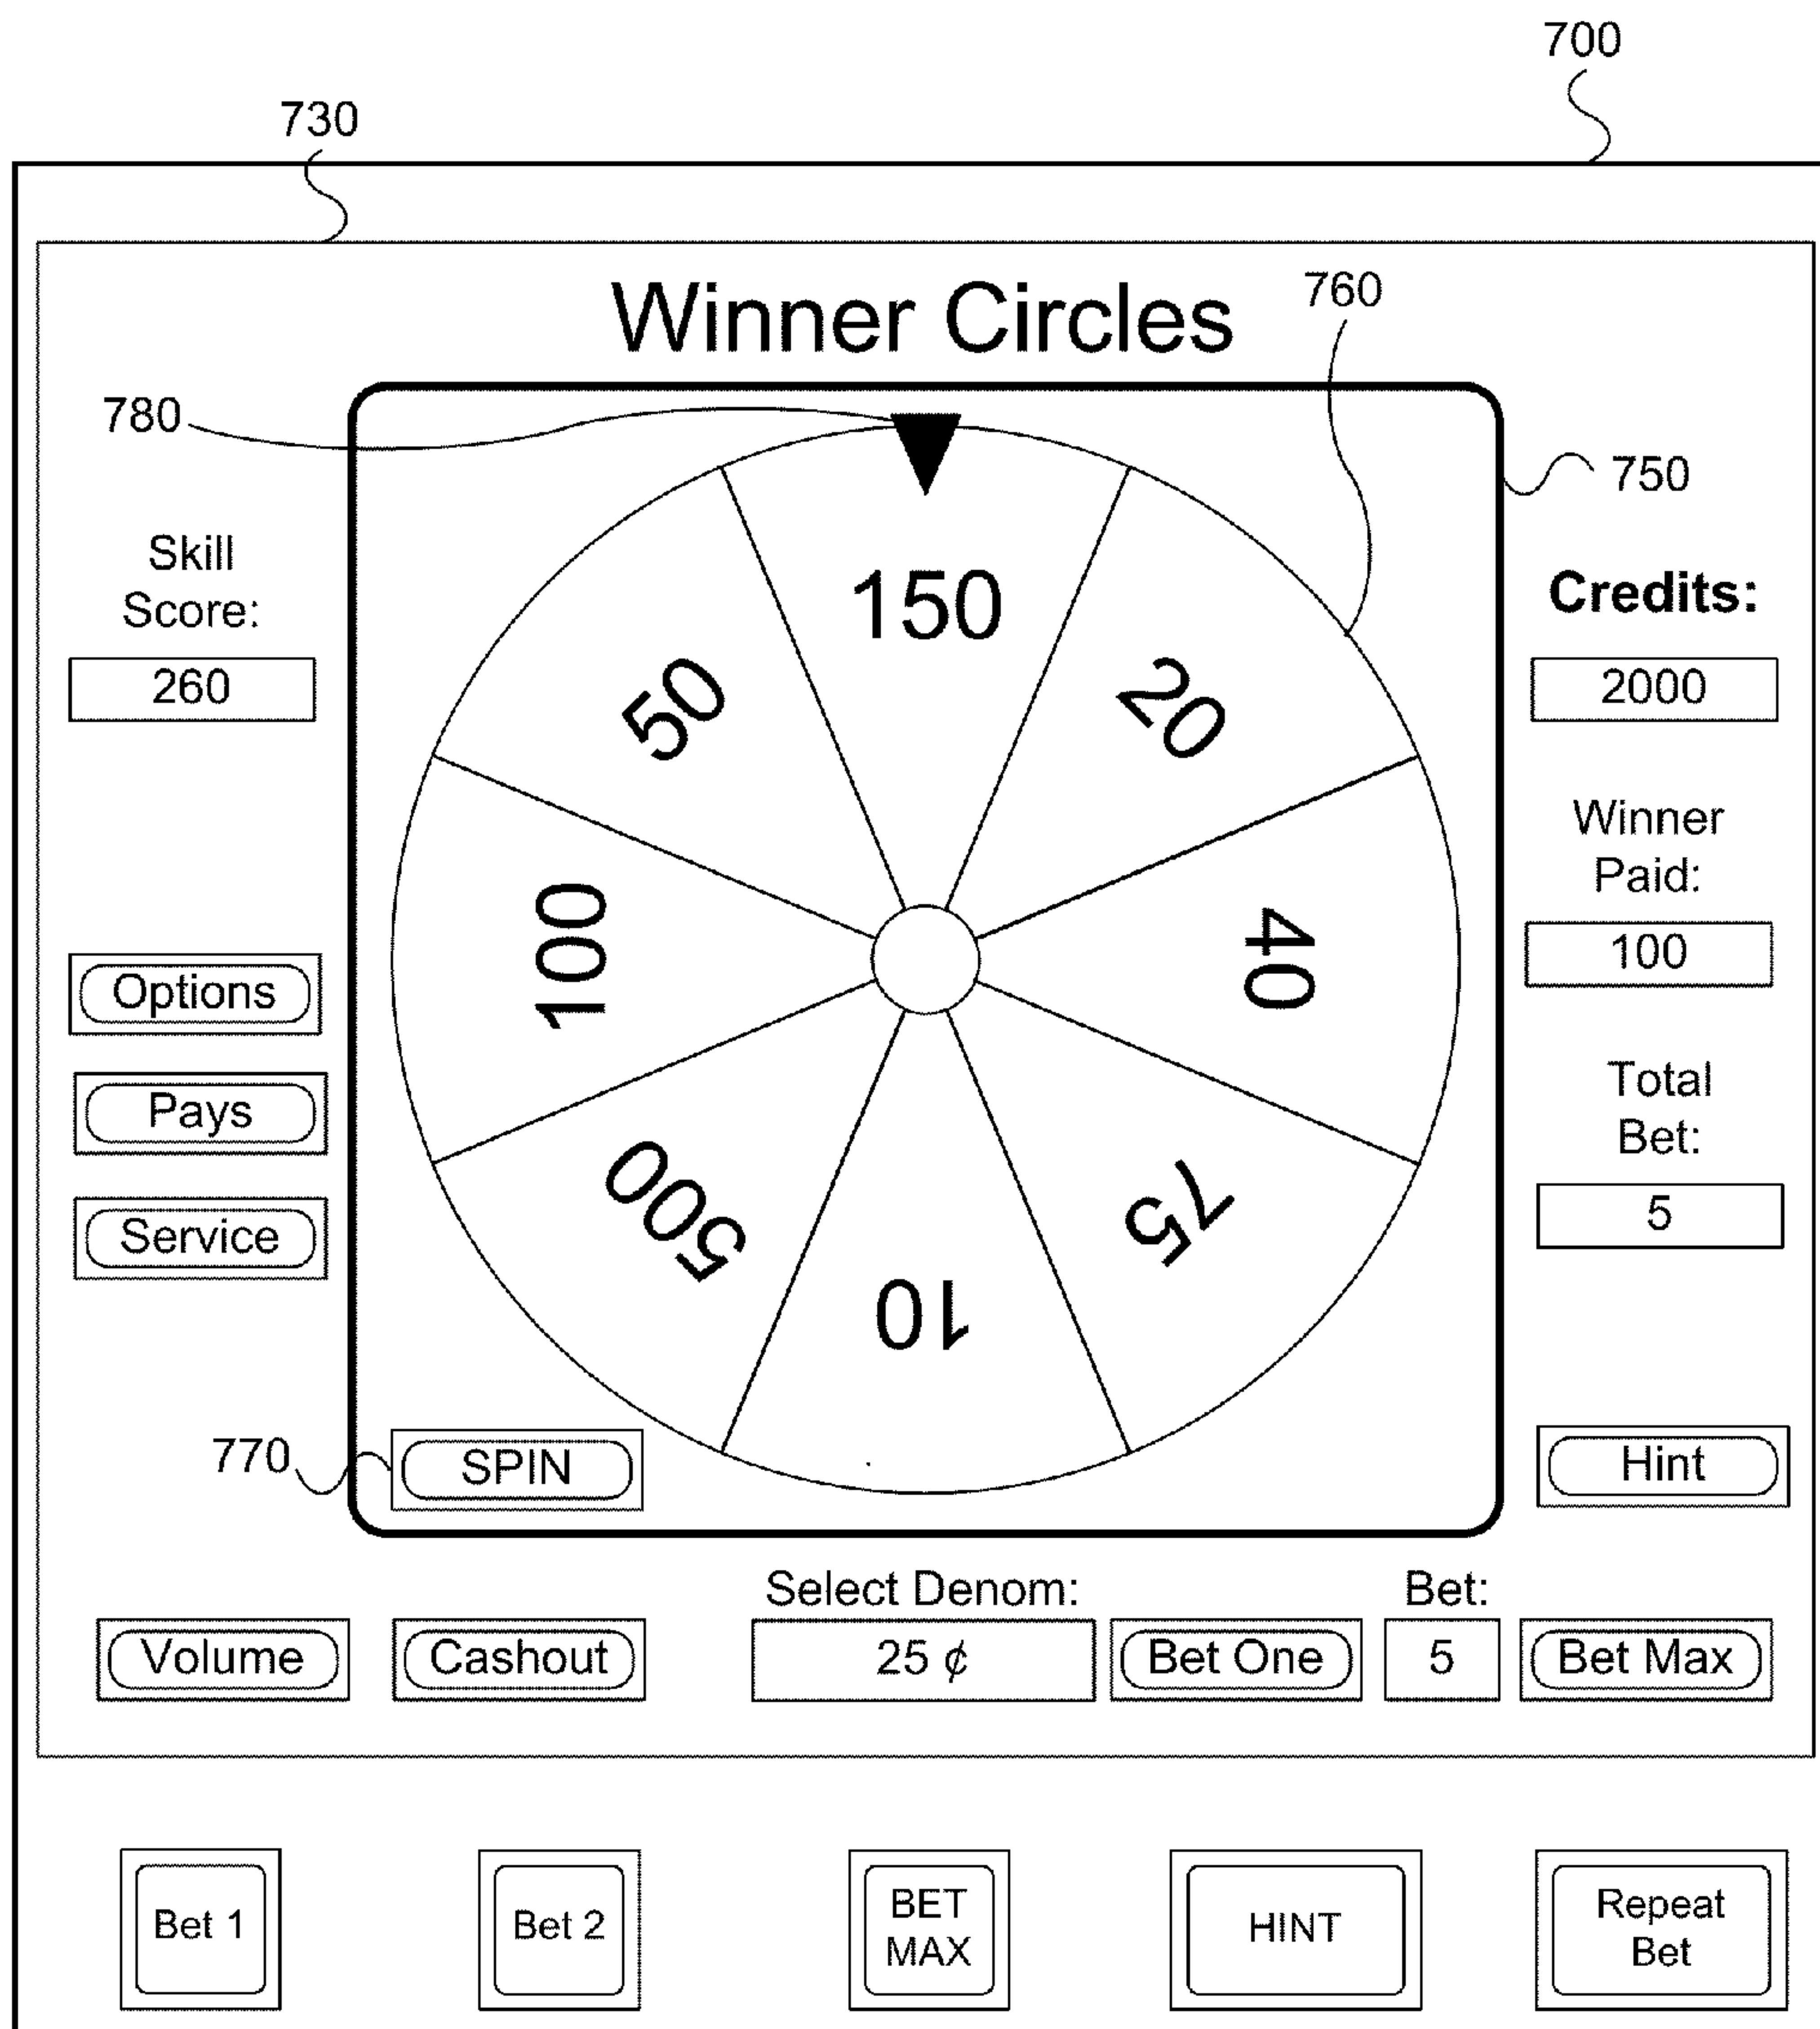 700
730
Winner Circles
760
780
750
Skill
Score:
260
150
50
20
100
40
500
75
10
Credits:
2000
Winner
Paid:
100
Total
Bet:
5
Options
Pays
Service
770
SPIN
Hint
Select Denom:
Bet:
Volume
Cashout
25 ¢
Bet One
5
Bet Max
Bet 1
Bet 2
BET
MAX
HINT
Repeat
Bet